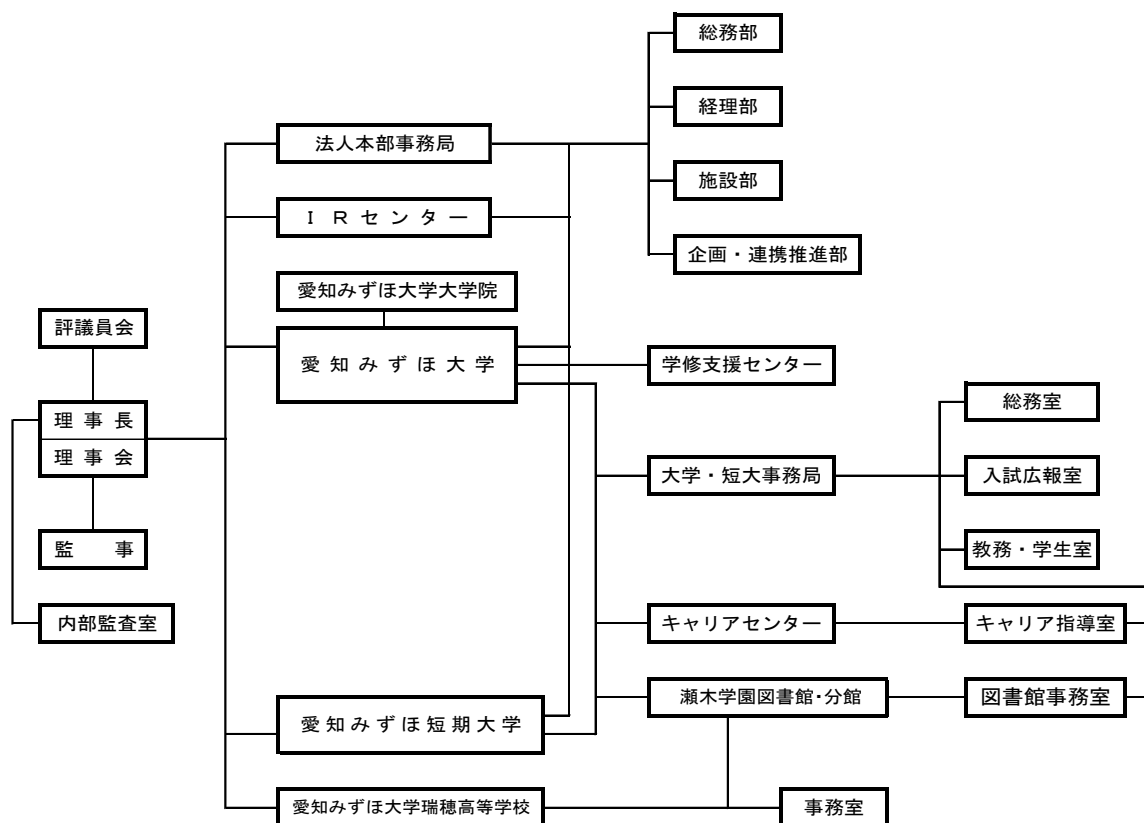 総務部
経理部
法人本部事務局
施設部
ＩＲセンター
企画・連携推進部
愛知みずほ大学大学院
評議員会
愛知みずほ大学
学修支援センター
理事長
理事会
総務室
大学・短大事務局
入試広報室
監　　事
教務・学生室
内部監査室
キャリアセンター
キャリア指導室
瀬木学園図書館・分館
図書館事務室
愛知みずほ短期大学
愛知みずほ大学瑞穂高等学校
事務室